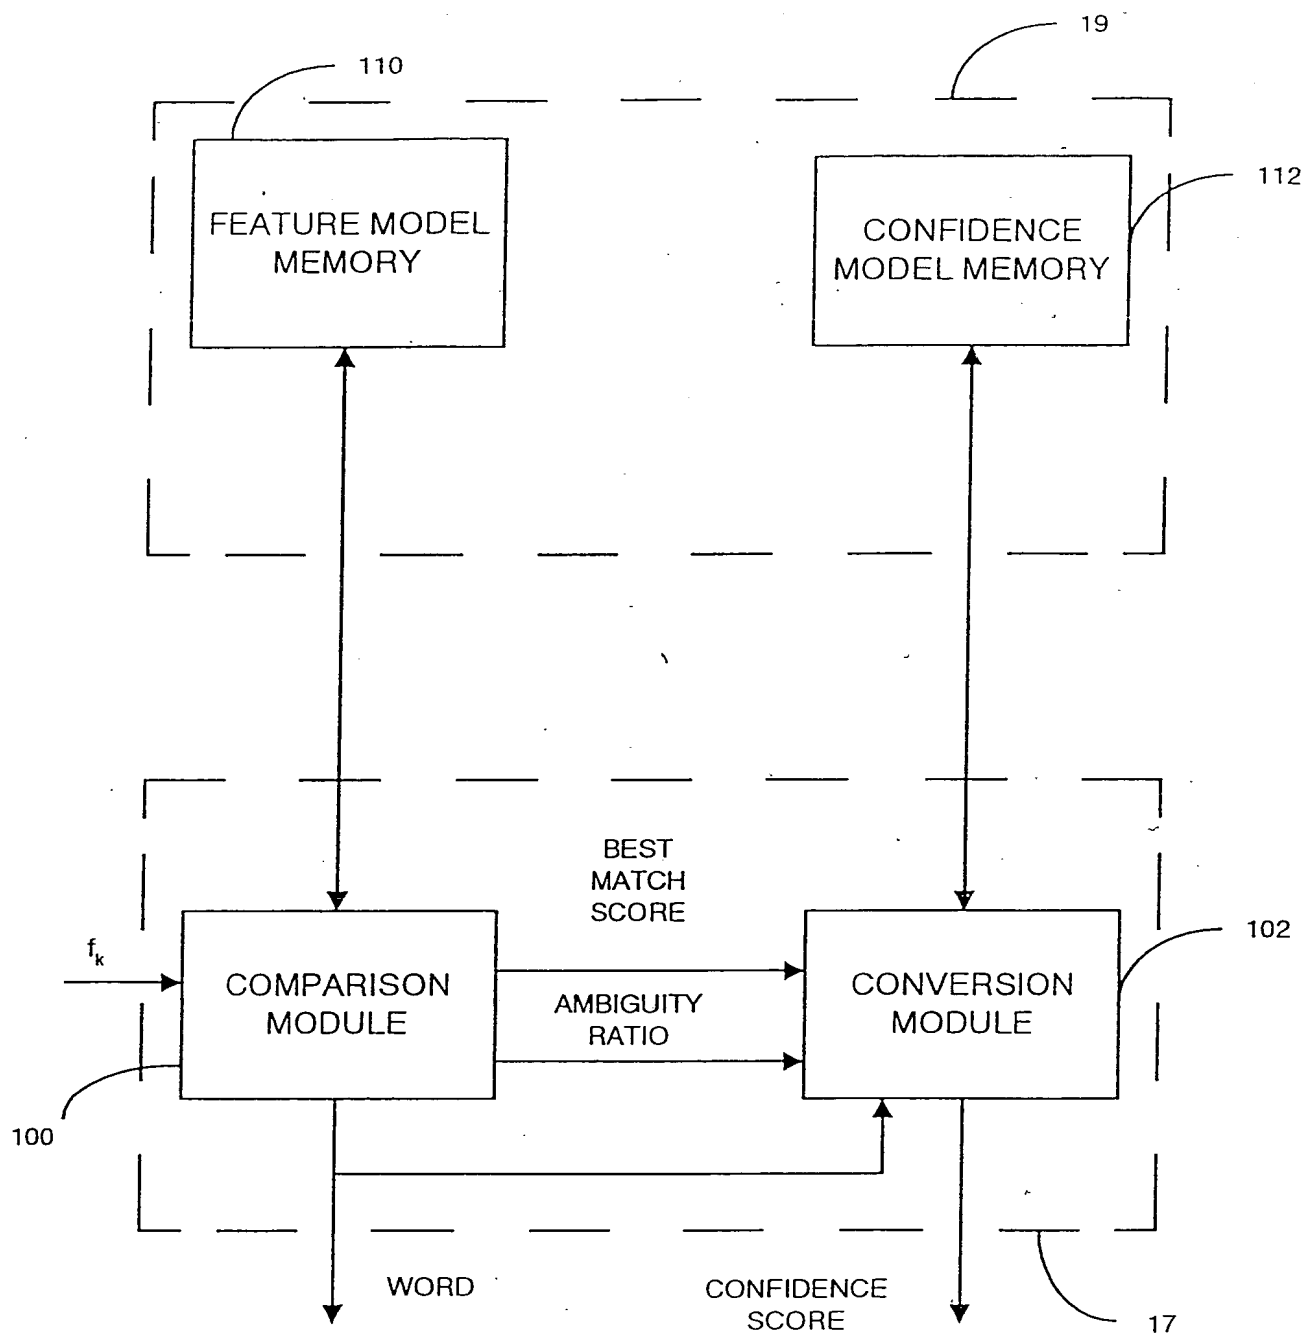 19
110
112
FEATURE MODEL
MEMORY
CONFIDENCE
MODEL MEMORY
BEST
MATCH
SCORE
fk
102
COMPARISON
MODULE
AMBIGUITY
RATIO
CONVERSION
MODULE
100
WORD
CONFIDENCE
SCORE
17